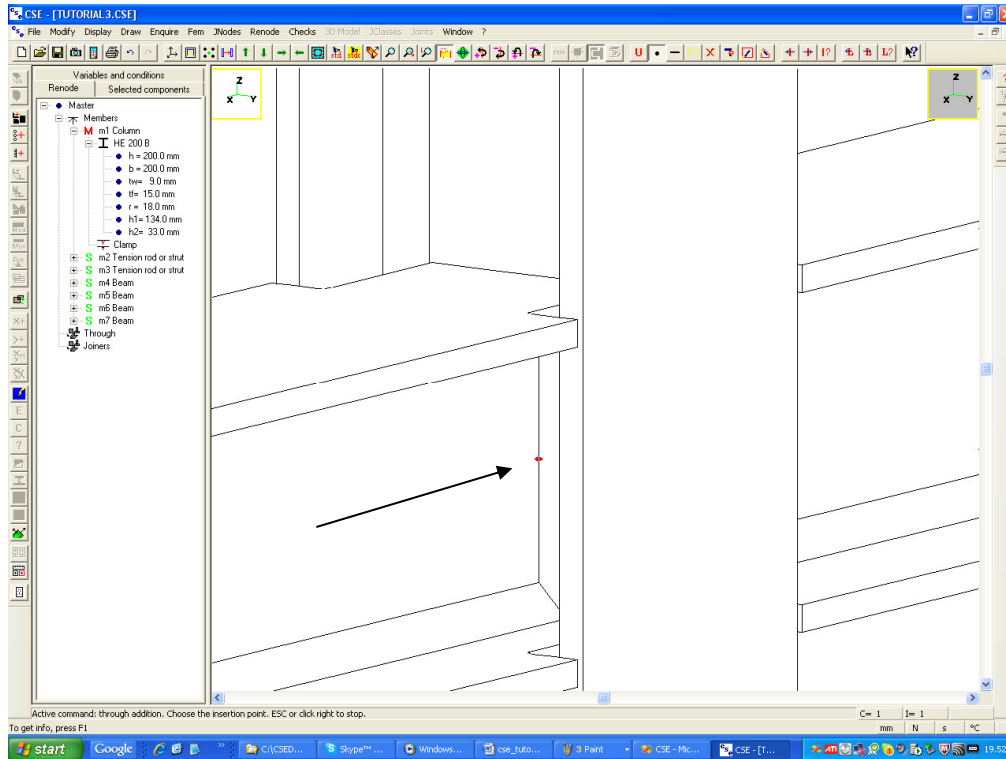 CSE - [TUTORIAL3.CSE]
File Modify Display Draw Enquire Fem JNodes Renode Checks 3D Model JClasses Joints Window ?
Variables and conditions
Renode Selected components
Master
Members
m1 Column
HE 200 B
h = 200.0 mm
b = 200.0 mm
tw= 9.0 mm
tf= 15.0 mm
r = 18.0 mm
h1= 134.0 mm
h2= 33.0 mm
Clamp
m2 Tension rod or strut
m3 Tension rod or strut
m4 Beam
m5 Beam
m6 Beam
m7 Beam
Through
Joiners
Z
X Y
Z
X Y
Active command: through addition. Choose the insertion point. ESC or click right to stop.
C= 1 I= 1
To get info, press F1
mm N s °C
start Google C:\CSED... Skype™ ... Windows... cse_tuto... 3 Paint CSE - Mic... CSE - [T... 19.52